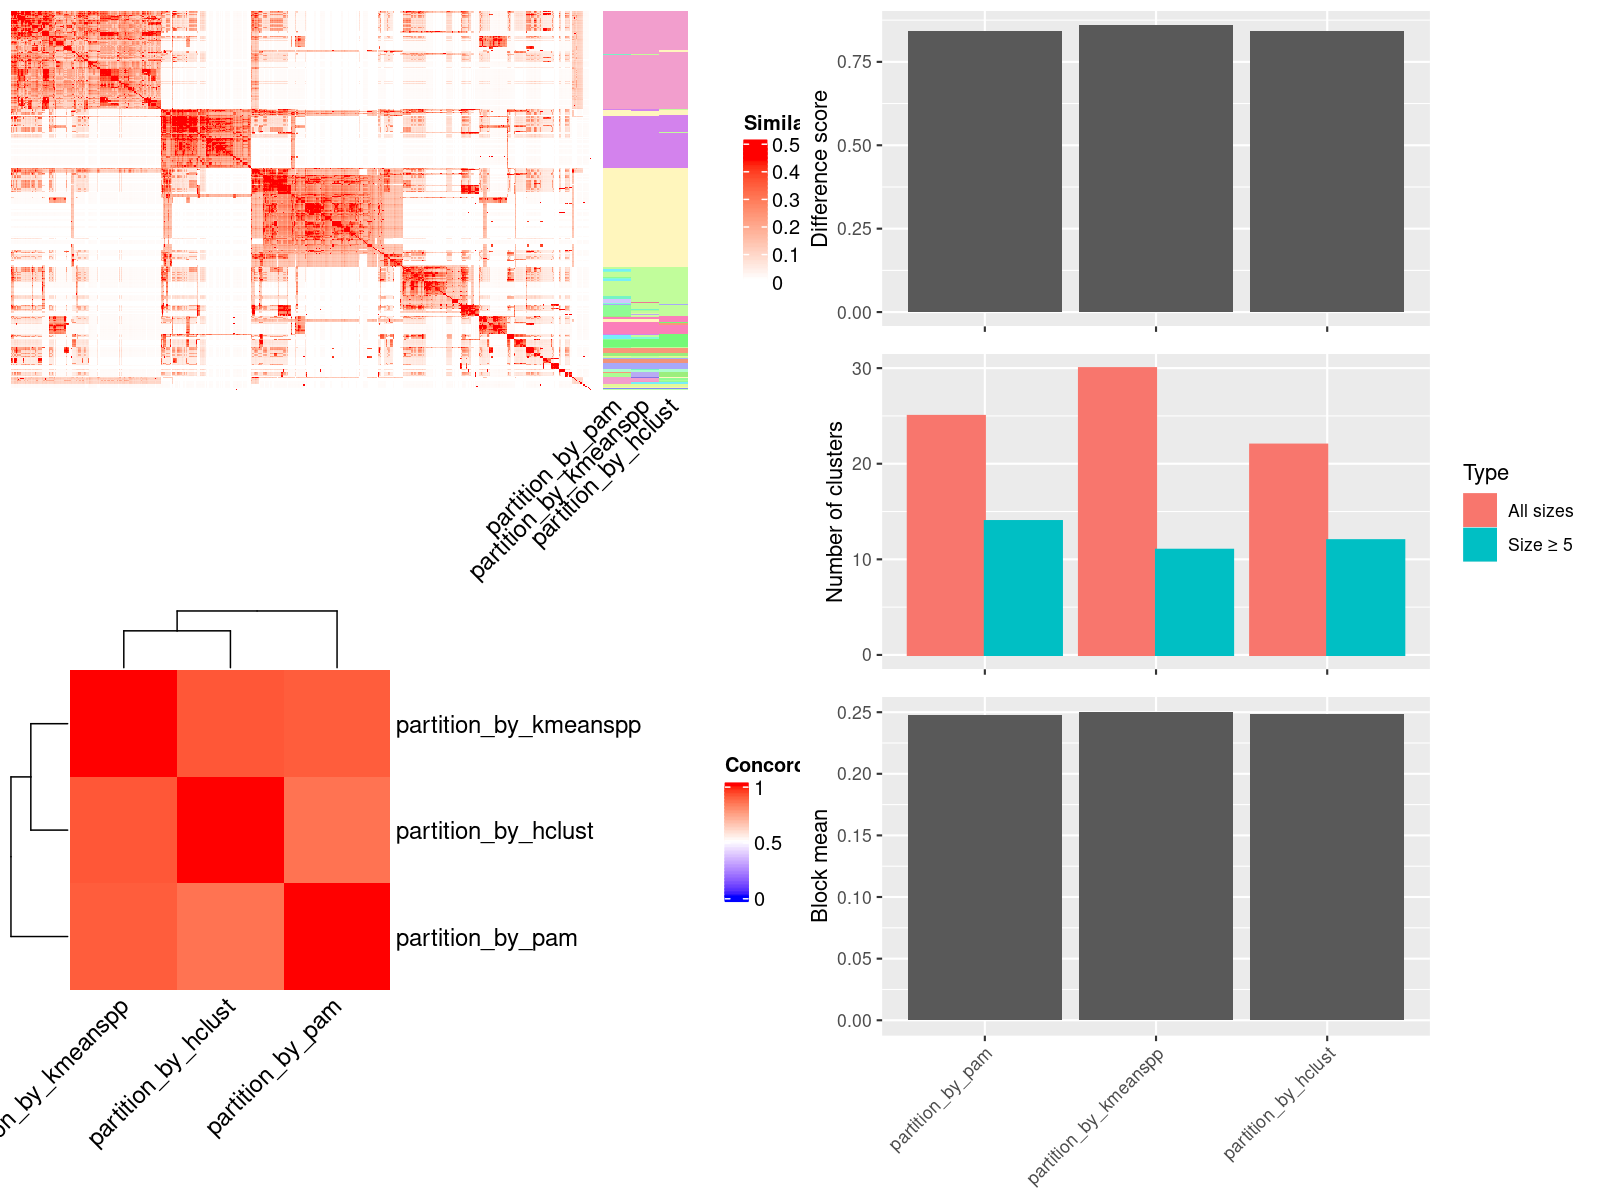 Simila
0.5
0.4
0.3
0.2
0.1
0
partition_by_pam
partition_by_kmeanspp
partition_by_hclust
partition_by_kmeanspp
partition_by_hclust
partition_by_pam
on_by_kmeanspp
partition_by_hclust
partition_by_pam
Concord
1
0.5
0
Difference score
0.75
0.50
0.25
0.00
Number of clusters
30
20
10
0
Type
All sizes
Size ≥ 5
Block mean
0.25
0.20
0.15
0.10
0.05
0.00
partition_by_pam
partition_by_kmeanspp
partition_by_hclust